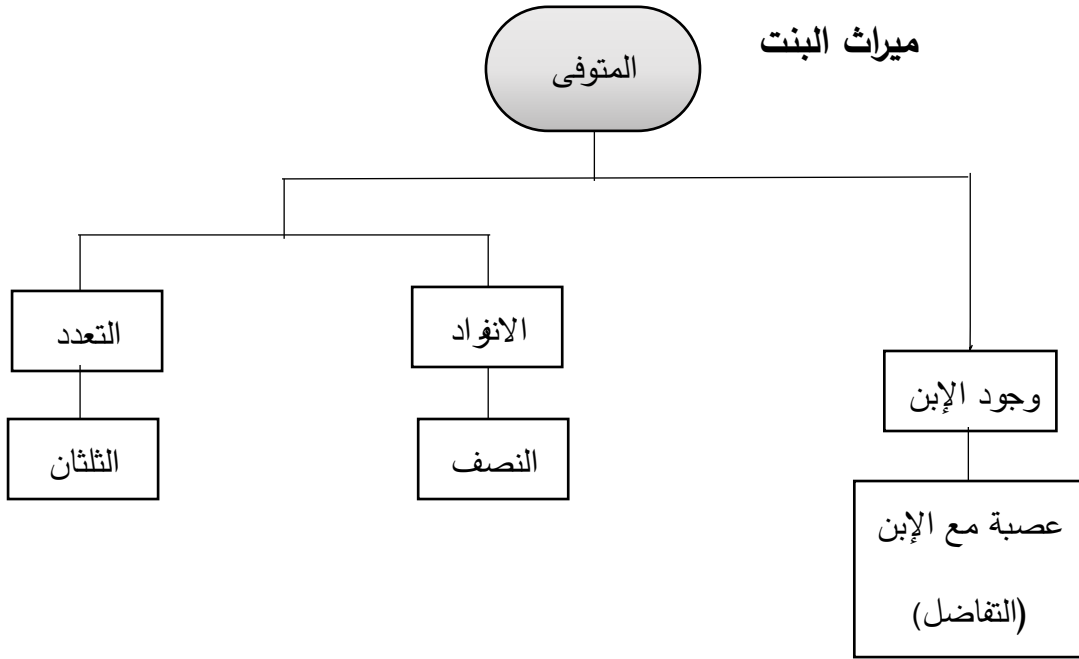 ميراث البنت
المتوفى
وجود الإبن
عصبة مع الإبن
(التفاضل)
الانفراد
النصف
التعدد
الثلثان